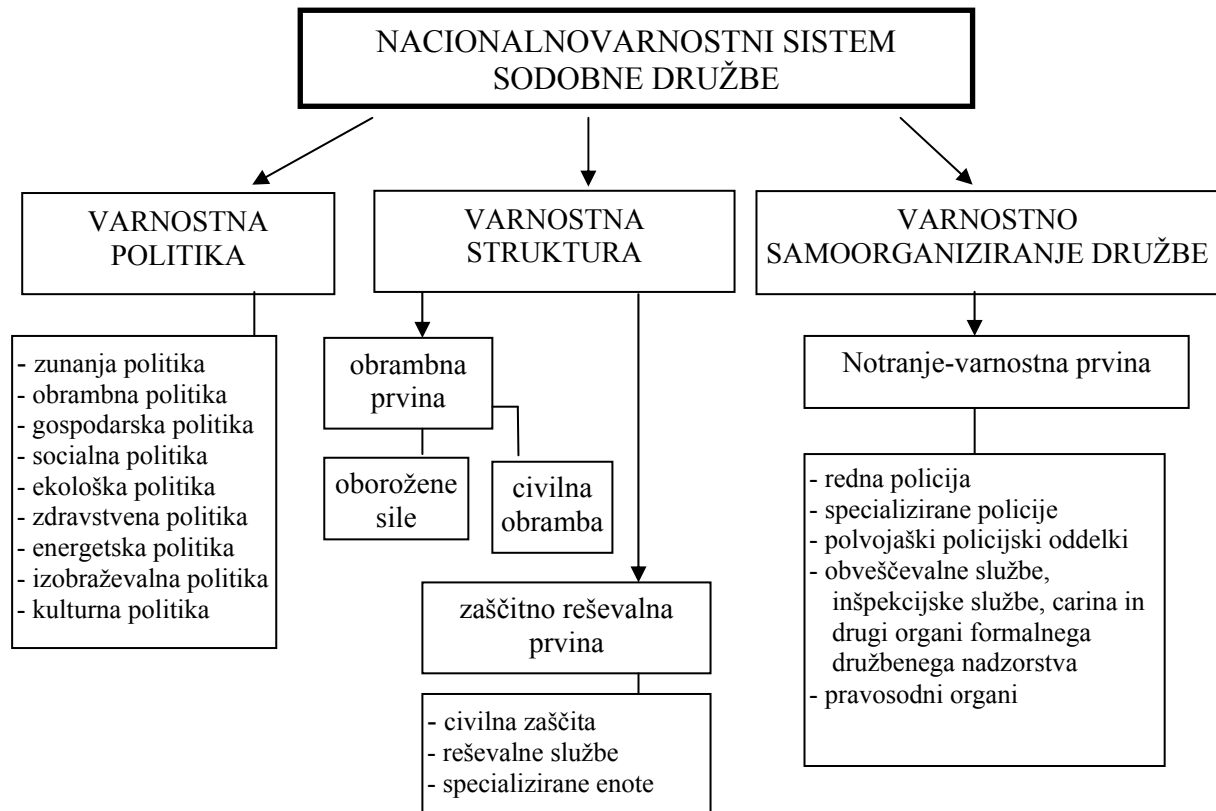 NACIONALNOVARNOSTNI SISTEM
SODOBNE DRUŽBE
VARNOSTNA
POLITIKA
- zunanja politika
- obrambna politika
- gospodarska politika
- socialna politika
- ekološka politika
- zdravstvena politika
- energetska politika
- izobraževalna politika
- kulturna politika
VARNOSTNA
STRUKTURA
obrambna
prvina
oborožene
sile
civilna
obramba
zaščitno reševalna
prvina
- civilna zaščita
- reševalne službe
- specializirane enote
VARNOSTNO
SAMOORGANIZIRANJE DRUŽBE
Notranje-varnostna prvina
- redna policija
- specializirane policije
- polvojaški policijski oddelki
- obveščevalne službe,
inšpekcijske službe, carina in
drugi organi formalnega
družbenega nadzorstva
- pravosodni organi